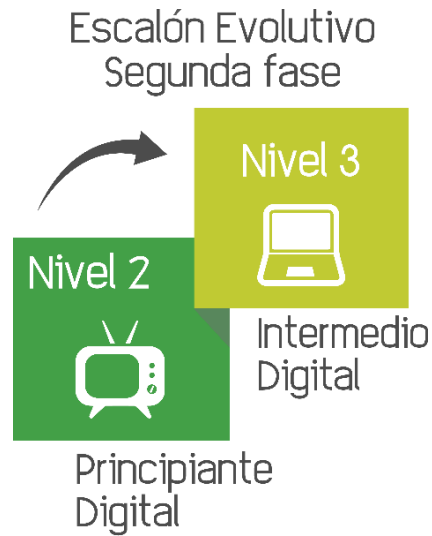 Escalón Evolutivo
Segunda fase
Nivel 3
Nivel 2
Intermedio
Digital
Principiante
Digital